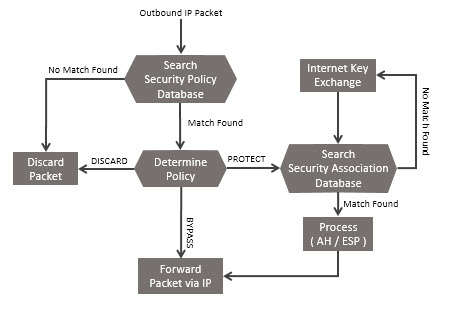 Outbound IP Packet
Search
Security Policy
Database
No Match Found
Internet Key
Exchange
No Match Found
Match Found
Discard
Packet
DISCARD
Determine
Policy
PROTECT
Search
Security Association
Database
Match Found
BYPASS
Process
( AH / ESP )
Forward
Packet via IP